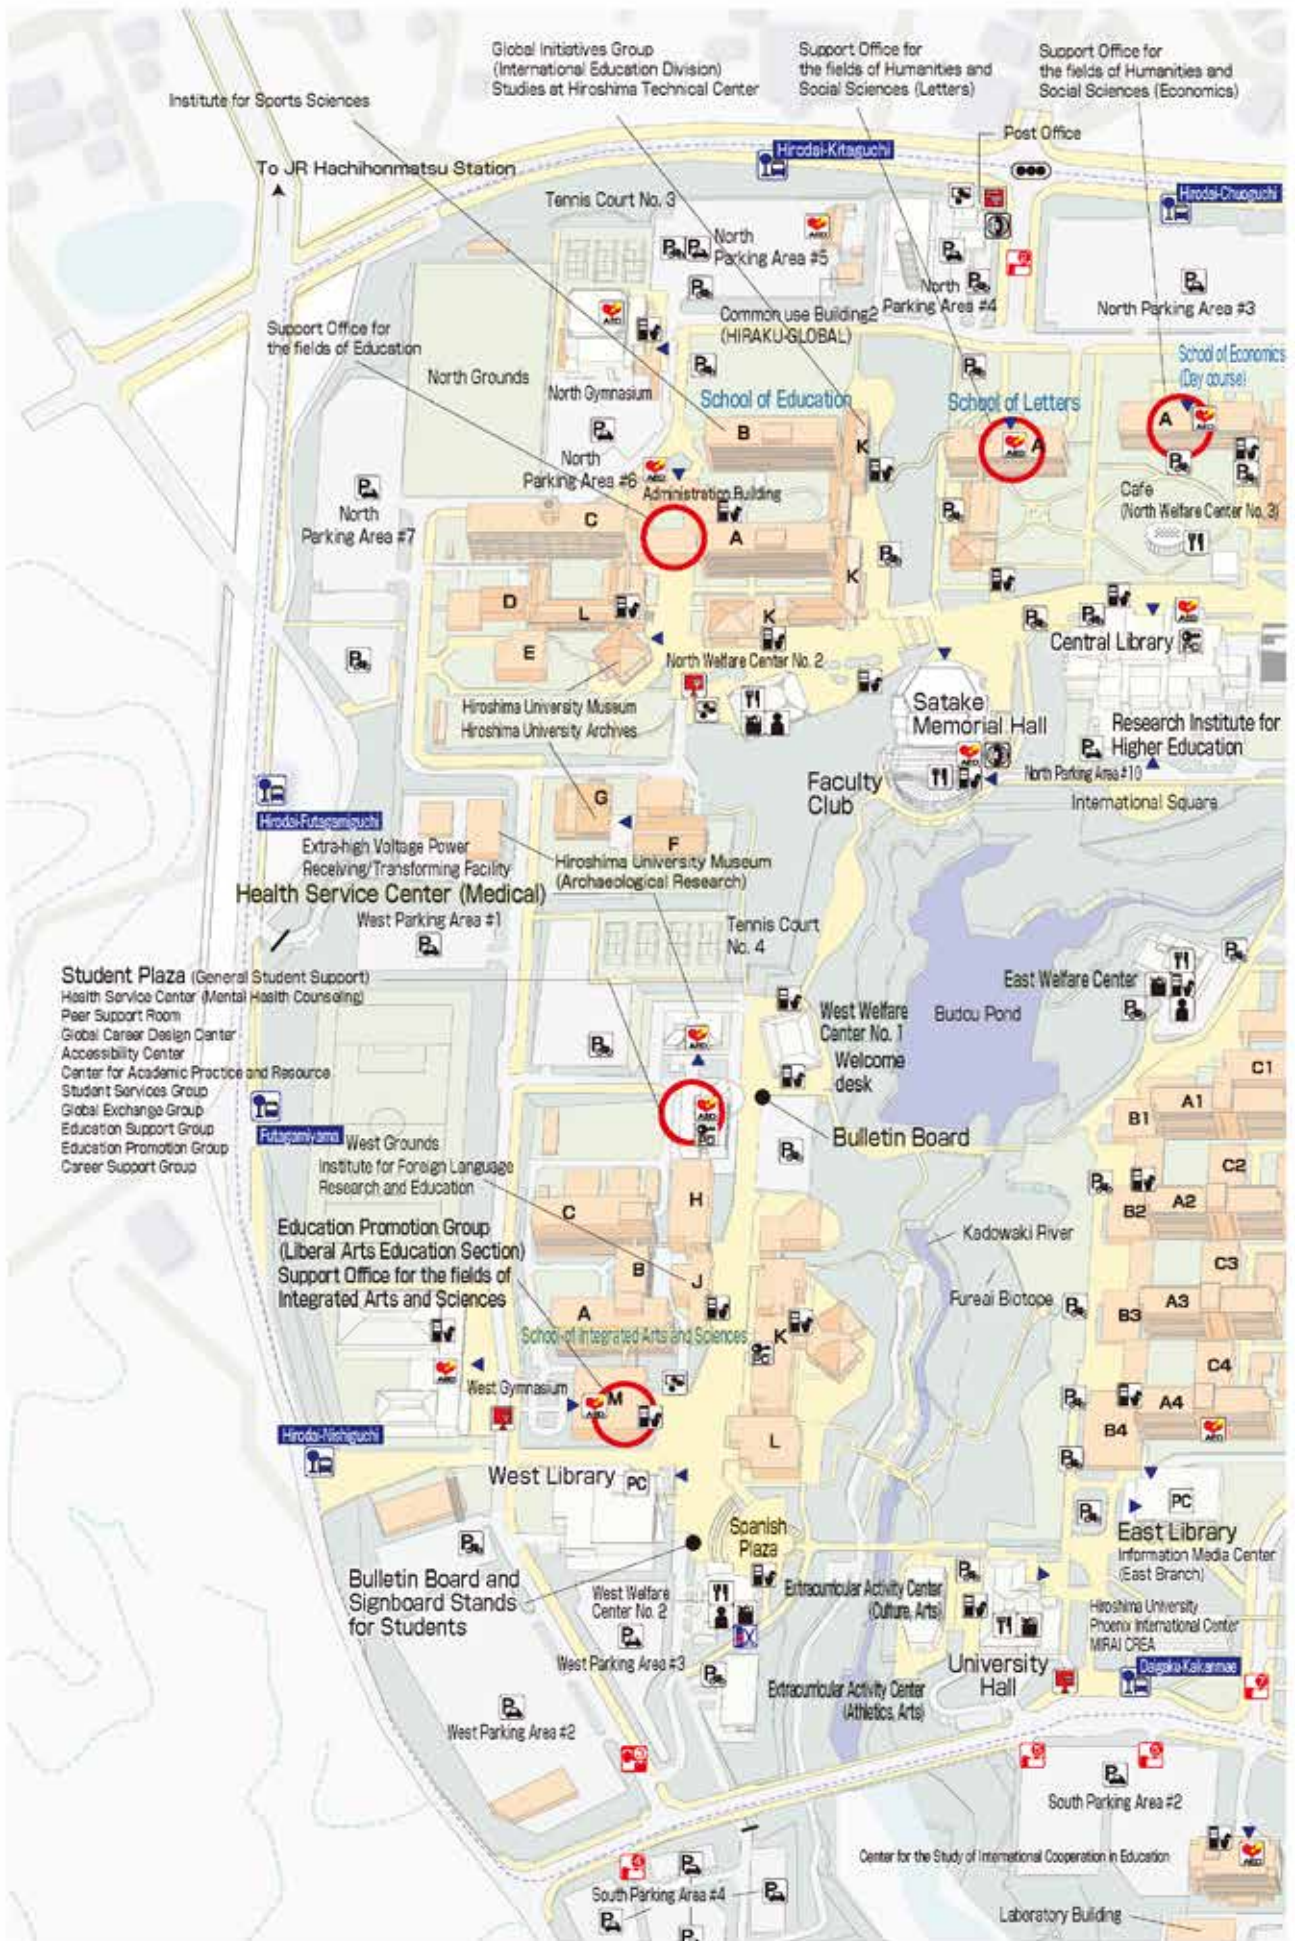 Global Initiatives Group
(International Education Division)
Studies at Hiroshima Technical Center
Support Office for
the fields of Humanities and
Social Sciences (Letters)
Support Office for
the fields of Humanities and
Social Sciences (Economics)
Institute for Sports Sciences
Post Office
Hirodai-Kitaguchi
To JR Hachihonmatsu Station
Hirodai-Chuoguchi
Tennis Court No. 3
North
Parking Area #5
North
Parking Area #4
North Parking Area #3
Common use Building2
(HIRAKU-GLOBAL)
Support Office for
the fields of Education
North Grounds
North Gymnasium
School of Education
School of Letters
School of Economics
(Day course)
B
K
A
A
North
Parking Area #6
Administration Building
Cafe
(North Welfare Center No. 3)
North
Parking Area #7
C
A
K
D
L
K
E
Central Library
PC
North Welfare Center No. 2
Hiroshima University Museum
Hiroshima University Archives
Satake
Memorial Hall
Research Institute for
Higher Education
North Parking Area #10
Faculty
Club
International Square
Hirodai-Futagamiguchi
G
F
Extra-high Voltage Power
Receiving/Transforming Facility
Hiroshima University Museum
(Archaeological Research)
Health Service Center (Medical)
West Parking Area #1
Tennis Court
No. 4
Student Plaza (General Student Support)
Health Service Center (Mental Health Counseling)
Peer Support Room
Global Career Design Center
Accessibility Center
Center for Academic Practice and Resource
Student Services Group
Global Exchange Group
Education Support Group
Education Promotion Group
Career Support Group
East Welfare Center
West Welfare
Center No. 1
Welcome
desk
Budou Pond
C1
A1
B1
Futagamiyama
West Grounds
Bulletin Board
PC
Institute for Foreign Language
Research and Education
C2
A2
B2
H
C
B
J
Education Promotion Group
(Liberal Arts Education Section)
Support Office for the fields of
Integrated Arts and Sciences
Kadowaki River
Fureai Biotope
C3
A3
B3
A
School of Integrated Arts and Sciences
K
PC
C4
A4
B4
West Gymnasium
M
Hirodai-Nishiguchi
L
West Library
PC
PC
East Library
Information Media Center
(East Branch)
Spanish
Plaza
Bulletin Board and
Signboard Stands
for Students
West Welfare
Center No. 2
Extracurricular Activity Center
(Culture, Arts)
Hiroshima University
Phoenix International Center
MIRAI CREA
West Parking Area #3
University
Hall
Daigaku-Kaikanmae
Extracurricular Activity Center
(Athletics, Arts)
West Parking Area #2
South Parking Area #2
Center for the Study of International Cooperation in Education
South Parking Area #4
Laboratory Building